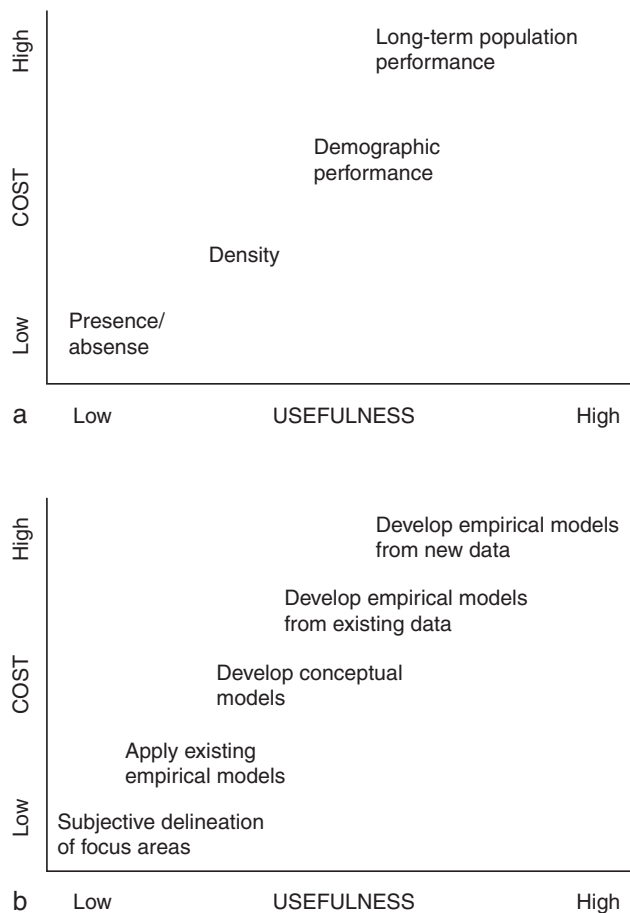 High
Long-term population
performance
COST
Demographic
performance
Density
Low
Presence/
absense
a
Low
USEFULNESS
High
High
Develop empirical models
from new data
Develop empirical models
from existing data
COST
Develop conceptual
models
Apply existing
empirical models
Low
Subjective delineation
of focus areas
b
Low
USEFULNESS
High